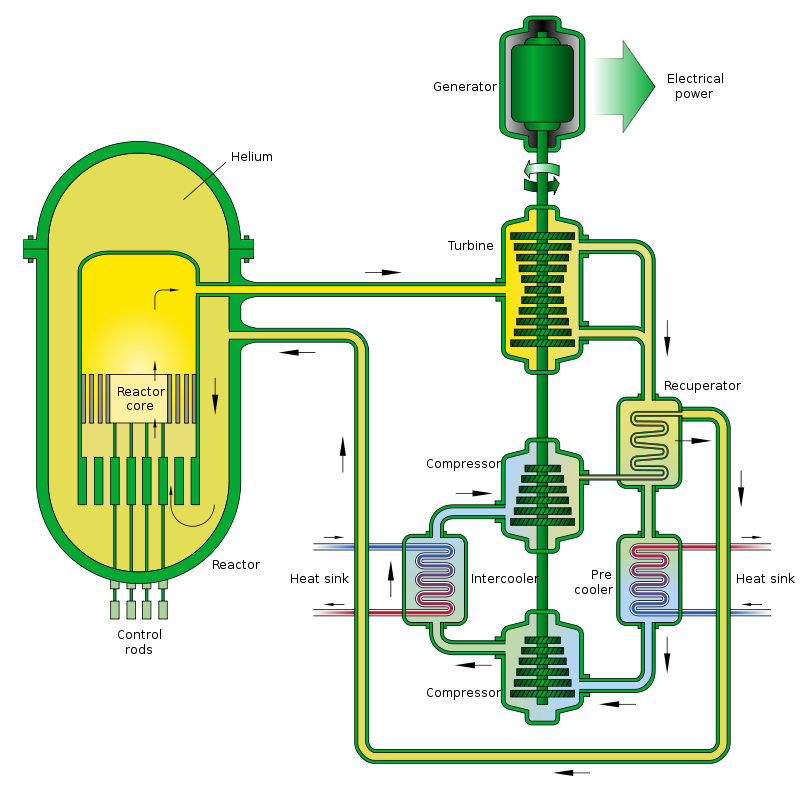 Generator
Electrical
power
Helium
Turbine
Reactor
core
Recuperator
Compressor
Reactor
Heat sink
Intercooler
Pre
cooler
Heat sink
Control
rods
Compressor